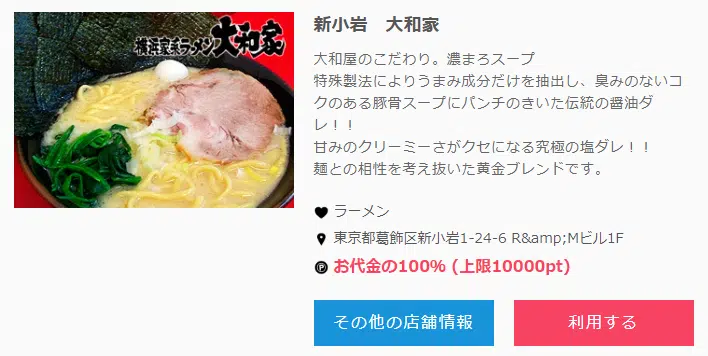 横浜家系ラーメン 大和家
新小岩　大和家
大和屋のこだわり。濃まろスープ
特殊製法によりうまみ成分だけを抽出し、臭みのないコ
クのある豚骨スープにパンチのきいた伝統の醤油ダ
レ！！
甘みのクリーミーさがクセになる究極の塩ダレ！！
麺との相性を考え抜いた黄金ブレンドです。
ラーメン
東京都葛飾区新小岩1-24-6 R&amp;Mビル1F
お代金の100% (上限10000pt)
その他の店舗情報
利用する